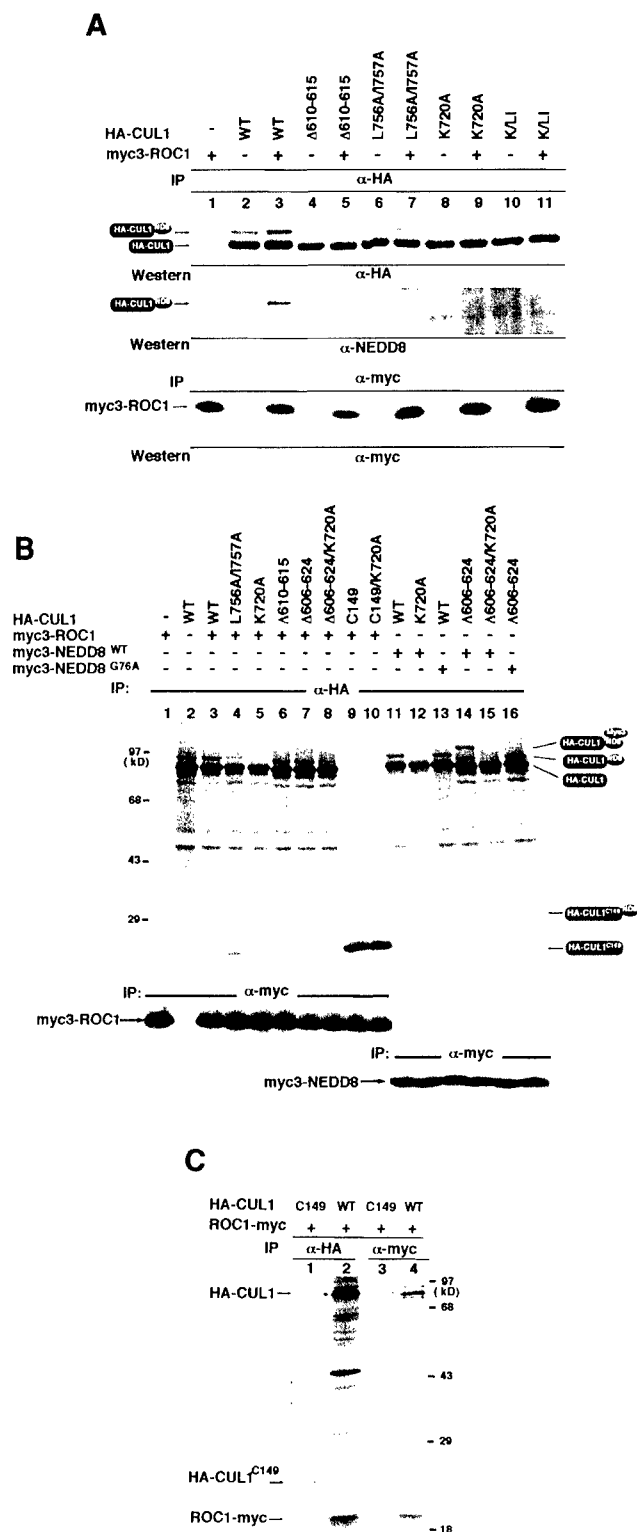 A
HA-CUL1 - WT WT Δ610-615 Δ610-615 L756A/I757A L756A/I757A K720A K720A K/LI K/LI
myc3-ROC1 + - + - + - + - + - +
IP α-HA
1 2 3 4 5 6 7 8 9 10 11
HA-CUL1
HA-CUL1
Western α-HA
HA-CUL1
Western α-NEDD8
IP α-myc
myc3-ROC1
Western α-myc
B
HA-CUL1 - WT WT L756A/I757A K720A Δ610-615 Δ606-624 Δ606-624/K720A C149 C149/K720A WT K720A WT Δ606-624 Δ606-624/K720A Δ606-624
myc3-ROC1 + - + + + + + + + + - - - - - -
myc3-NEDD8 WT - - - - - - - - - - + + - + + -
myc3-NEDD8 G76A - - - - - - - - - - - - + - - +
IP: α-HA
1 2 3 4 5 6 7 8 9 10 11 12 13 14 15 16
97
(kD)
68
43
29
HA-CUL1
HA-CUL1
HA-CUL1
HA-CUL1C149
HA-CUL1C149
IP: α-myc
myc3-ROC1
IP: α-myc
myc3-NEDD8
C
HA-CUL1 C149 WT C149 WT
ROC1-myc + + + +
IP α-HA α-myc
1 2 3 4
HA-CUL1
97
(kD)
68
43
29
HA-CUL1C149
ROC1-myc
18